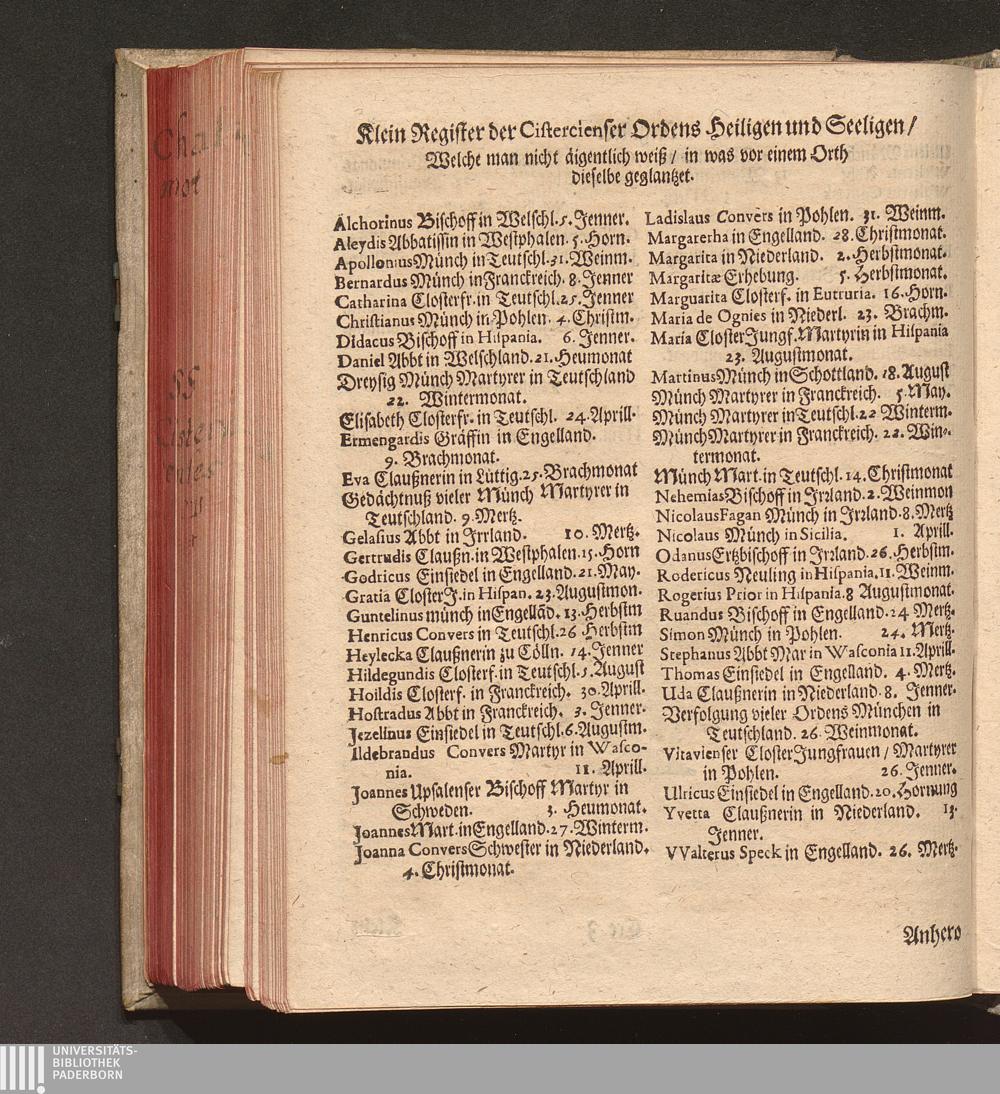 Klein Register der Cistercienser Ordens Heiligen und Seeligen /
Welche man nicht äigentlich weiß / in was vor einem Orth
dieselbe geglantzet.
Alchorinus Bischoff in Welschl. 5. Jenner.
Aleydis Abbatissin in Westphalen. 5. Horn.
Apollonius Münch in Teutschl. 31. Weinm.
Bernardus Münch in Franckreich. 8. Jenner
Catharina Closterfr. in Teutschl. 25. Jenner
Christianus Münch in Pohlen. 4. Christm.
Didacus Bischoff in Hispania. 6. Jenner.
Daniel Abbt in Welschland. 21. Heumonat
Dreysig Münch Martyrer in Teutschland
22. Wintermonat.
Elisabeth Closterfr. in Teutschl. 24. Aprill.
Ermengardis Gräffin in Engelland.
9. Brachmonat.
Eva Claußnerin in Lüttig. 25. Brachmonat
Gedächtnuß vieler Münch Martyrer in
Teutschland. 9. Mertz.
Gelasius Abbt in Irrland. 10. Mertz.
Gertrudis Claußn. in Westphalen. 15. Horn
Godricus Einsiedel in Engelland. 21. May.
Gratia Closter J. in Hispan. 23. Augustmon.
Guntelinus münch in Engellãd. 13. Herbstm
Henricus Convers in Teutschl. 26 Herbstm
Heylecka Claußnerin zu Cölln. 14. Jenner
Hildegundis Closterf. in Teutschl. 5. August
Hoildis Closterf. in Franckreich. 30. Aprill.
Hostradus Abbt in Franckreich. 3. Jenner.
Jezelinus Einsiedel in Teutschl. 6. Augustm.
Ildebrandus Convers Martyr in Wasco-
nia. 11. Aprill.
Joannes Upsalenser Bischoff Martyr in
Schweden. 3. Heumonat.
Joannes Mart. in Engelland. 27. Winterm.
Joanna Convers Schwester in Niederland.
4. Christmonat.
Ladislaus Convers in Pohlen. 31. Weinm.
Margaretha in Engelland. 28. Christmonat.
Margarita in Niederland. 2. Herbstmonat.
Margaritæ Erhebung. 5. Herbstmonat.
Marguarita Closterf. in Eutruria. 16. Horn.
Maria de Ognies in Niederl. 23. Brachm.
Maria Closter Jungf. Martyrin in Hispania
23. Augustmonat.
Martinus Münch in Schottland. 18. August
Münch Martyrer in Franckreich. 5. May.
Münch Martyrer in Teutschl. 22 Winterm.
Münch Martyrer in Franckreich. 22. Win-
termonat.
Münch Mart. in Teutschl. 14. Christmonat
Nehemias Bischoff in Irrland. 2. Weinmon
Nicolaus Fagan Münch in Irrland. 8. Mertz
Nicolaus Münch in Sicilia. 1. Aprill.
Odanus Ertzbischoff in Irrland. 26. Herbstm.
Rodericus Neuling in Hispania. 11. Weinm.
Rogerius Prior in Hispania. 8 Augustmonat.
Ruandus Bischoff in Engelland. 24 Mertz.
Simon Münch in Pohlen. 24. Mertz.
Stephanus Abbt Mar in Wasconia 11. Aprill.
Thomas Einsiedel in Engelland. 4. Mertz.
Uda Claußnerin in Niederland. 8. Jenner.
Verfolgung vieler Ordens München in
Teutschland. 26. Weinmonat.
Vitavienser Closter Jungfrauen / Martyrer
in Pohlen. 26. Jenner.
Ulricus Einsiedel in Engelland. 20. Hornung
Yvetta Claußnerin in Niederland. 13.
Jenner.
VValterus Speck in Engelland. 26. Mertz.
Anhero
UNIVERSITÄTS-
BIBLIOTHEK
PADERBORN